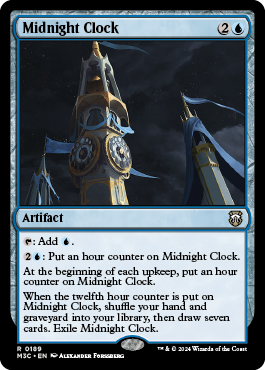 Midnight Clock 2
Artifact
: Add .
2 : Put an hour counter on Midnight Clock.
At the beginning of each upkeep, put an
hour counter on Midnight Clock.
When the twelfth hour counter is put on
Midnight Clock, shuffle your hand and
graveyard into your library, then draw
seven cards. Exile Midnight Clock.
R 0189
M3C • EN Alexander Forssberg
™ & © 2024 Wizards of the Coast